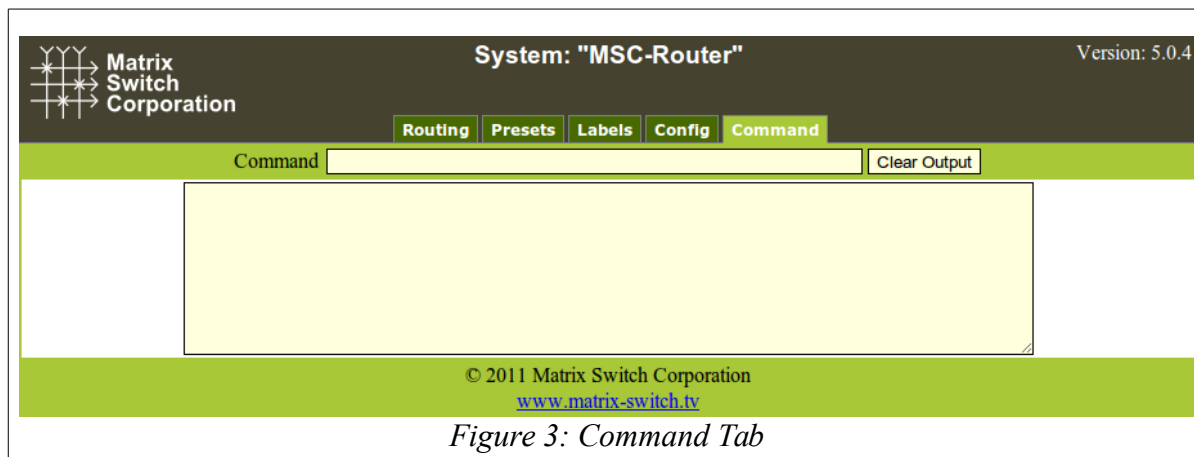 Matrix
Switch
Corporation
System: "MSC-Router"
Version: 5.0.4
Routing Presets Labels Config Command
Command Clear Output
© 2011 Matrix Switch Corporation
www.matrix-switch.tv
Figure 3: Command Tab